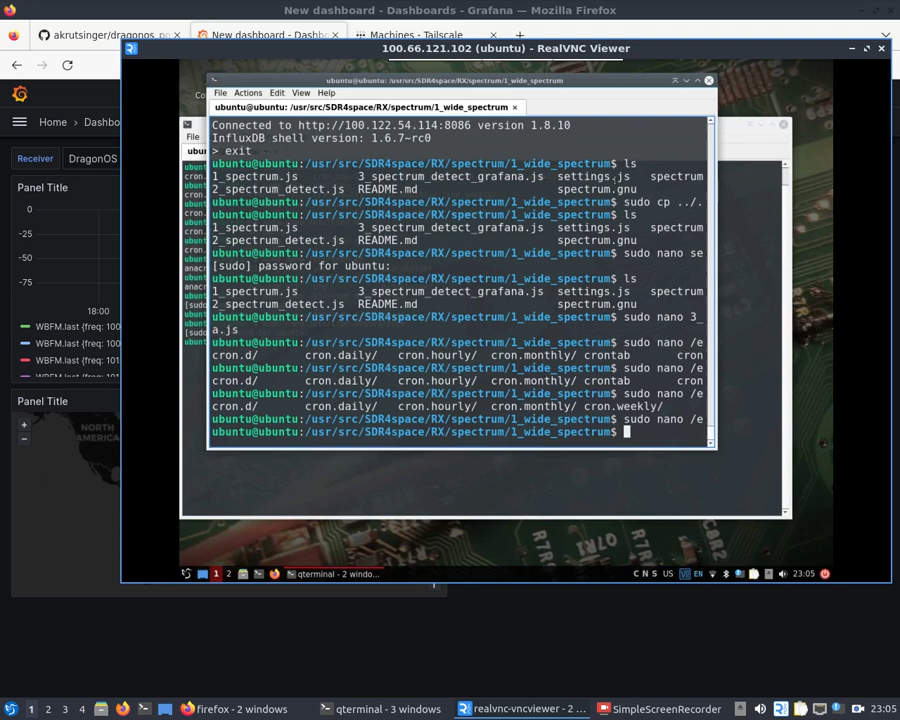 New dashboard - Dashboards - Grafana — Mozilla Firefox
akrutsinger/dragonos_po
New dashboard - Dashb
Machines - Tailscale
100.66.121.102 (ubuntu) - RealVNC Viewer
Home › Dashbo
Receiver DragonOS
Panel Title
0
-25
-50
-75
18:00
WBFM.last {freq: 100
WBFM.last {freq: 100
WBFM.last {freq: 101
WBFM.last {freq: 101
Panel Title
+
−
NORTH
AMERICA
ubuntu@ubuntu: /usr/src/SDR4space/RX/spectrum/1_wide_spectrum
File Actions Edit View Help
ubuntu@ubuntu: /usr/src/SDR4space/RX/spectrum/1_wide_spectrum ×
Connected to http://100.122.54.114:8086 version 1.8.10
InfluxDB shell version: 1.6.7~rc0
> exit
ubuntu@ubuntu:/usr/src/SDR4space/RX/spectrum/1_wide_spectrum$ ls
1_spectrum.js 3_spectrum_detect_grafana.js settings.js spectrum
2_spectrum_detect.js README.md spectrum.gnu
ubuntu@ubuntu:/usr/src/SDR4space/RX/spectrum/1_wide_spectrum$ sudo cp ../.
ubuntu@ubuntu:/usr/src/SDR4space/RX/spectrum/1_wide_spectrum$ ls
1_spectrum.js 3_spectrum_detect_grafana.js settings.js spectrum
2_spectrum_detect.js README.md spectrum.gnu
ubuntu@ubuntu:/usr/src/SDR4space/RX/spectrum/1_wide_spectrum$ sudo nano se
[sudo] password for ubuntu:
ubuntu@ubuntu:/usr/src/SDR4space/RX/spectrum/1_wide_spectrum$ ls
1_spectrum.js 3_spectrum_detect_grafana.js settings.js spectrum
2_spectrum_detect.js README.md spectrum.gnu
ubuntu@ubuntu:/usr/src/SDR4space/RX/spectrum/1_wide_spectrum$ sudo nano 3_
a.js
ubuntu@ubuntu:/usr/src/SDR4space/RX/spectrum/1_wide_spectrum$ sudo nano /e
cron.d/ cron.daily/ cron.hourly/ cron.monthly/ crontab cron
ubuntu@ubuntu:/usr/src/SDR4space/RX/spectrum/1_wide_spectrum$ sudo nano /e
cron.d/ cron.daily/ cron.hourly/ cron.monthly/ crontab cron
ubuntu@ubuntu:/usr/src/SDR4space/RX/spectrum/1_wide_spectrum$ sudo nano /e
cron.d/ cron.daily/ cron.hourly/ cron.monthly/ cron.weekly/
ubuntu@ubuntu:/usr/src/SDR4space/RX/spectrum/1_wide_spectrum$ sudo nano /e
ubuntu@ubuntu:/usr/src/SDR4space/RX/spectrum/1_wide_spectrum$
File
1 2 qterminal - 2 windo... C N S US EN 23:05
1 2 3 4 firefox - 2 windows qterminal - 3 windows realvnc-vncviewer - 2 ... SimpleScreenRecorder 23:05